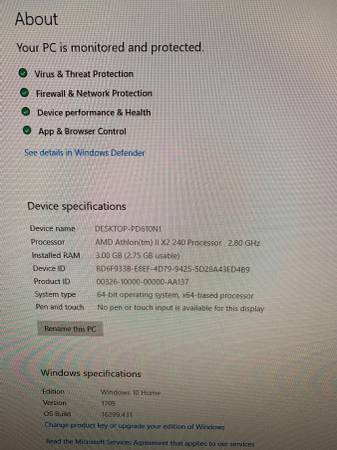 About
Your PC is monitored and protected.
Virus & Threat Protection
Firewall & Network Protection
Device performance & Health
App & Browser Control
See details in Windows Defender
Device specifications
Device name DESKTOP-PD610N1
Processor AMD Athlon(tm) II X2 240 Processor 2.80 GHz
Installed RAM 3.00 GB (2.75 GB usable)
Device ID 8D6F933B-E8EF-4D79-9425-5D28A43ED4B9
Product ID 00326-10000-00000-AA137
System type 64-bit operating system, x64-based processor
Pen and touch No pen or touch input is available for this display
Rename this PC
Windows specifications
Edition Windows 10 Home
Version 1709
OS Build 16299.431
Change product key or upgrade your edition of Windows
Read the Microsoft Services Agreement that applies to our services